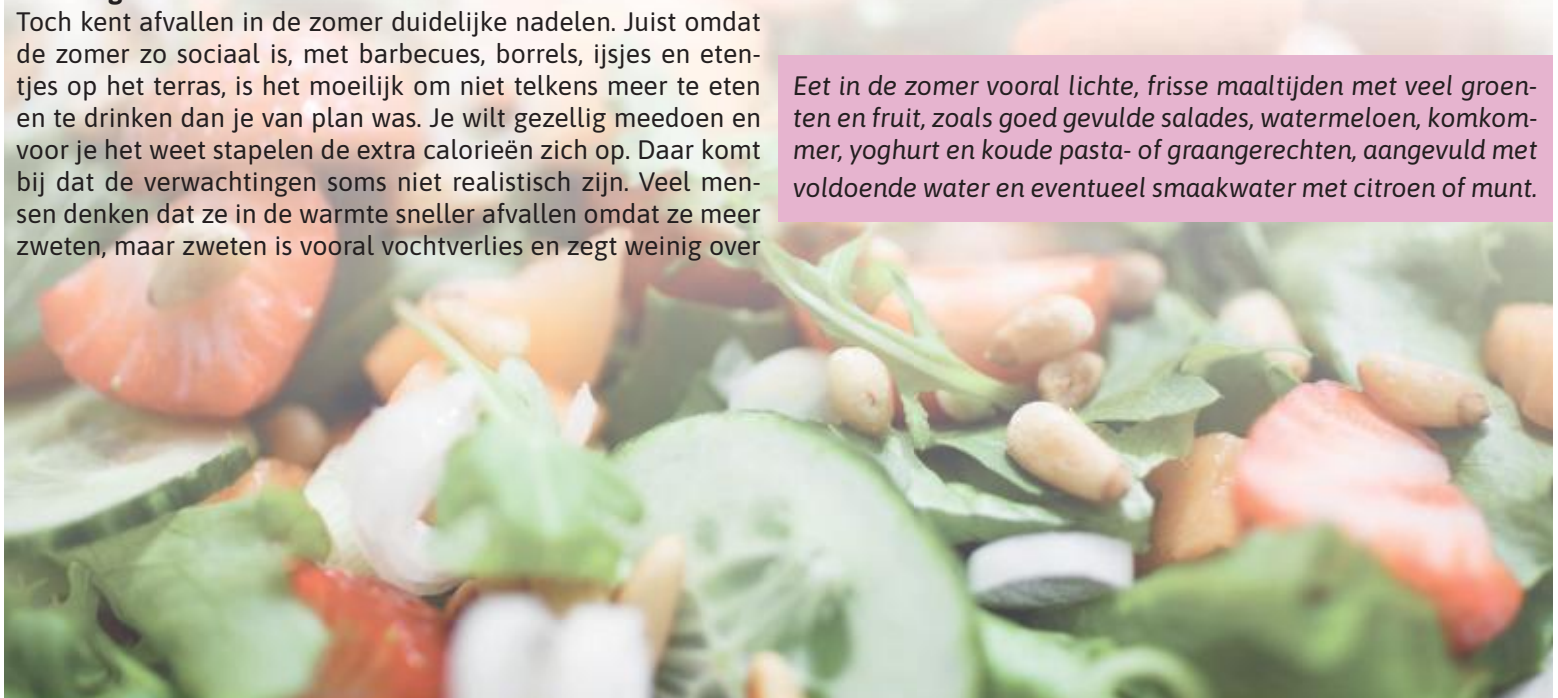 Toch kent afvallen in de zomer duidelijke nadelen. Juist omdat
de zomer zo sociaal is, met barbecues, borrels, ijsjes en eten-
tjes op het terras, is het moeilijk om niet telkens meer te eten
en te drinken dan je van plan was. Je wilt gezellig meedoen en
voor je het weet stapelen de extra calorieën zich op. Daar komt
bij dat de verwachtingen soms niet realistisch zijn. Veel men-
sen denken dat ze in de warmte sneller afvallen omdat ze meer
zweten, maar zweten is vooral vochtverlies en zegt weinig over
Eet in de zomer vooral lichte, frisse maaltijden met veel groen-
ten en fruit, zoals goed gevulde salades, watermeloen, komkom-
mer, yoghurt en koude pasta- of graangerechten, aangevuld met
voldoende water en eventueel smaakwater met citroen of munt.